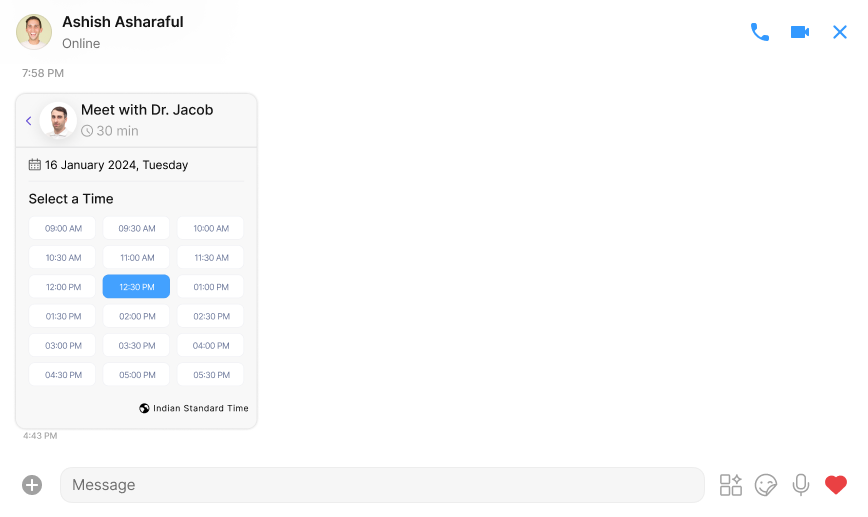 Ashish Asharaful
Online
7:58 PM
Meet with Dr. Jacob
30 min
16 January 2024, Tuesday
Select a Time
09:00 AM 09:30 AM 10:00 AM
10:30 AM 11:00 AM 11:30 AM
12:00 PM 12:30 PM 01:00 PM
01:30 PM 02:00 PM 02:30 PM
03:00 PM 03:30 PM 04:00 PM
04:30 PM 05:00 PM 05:30 PM
Indian Standard Time
4:43 PM
Message